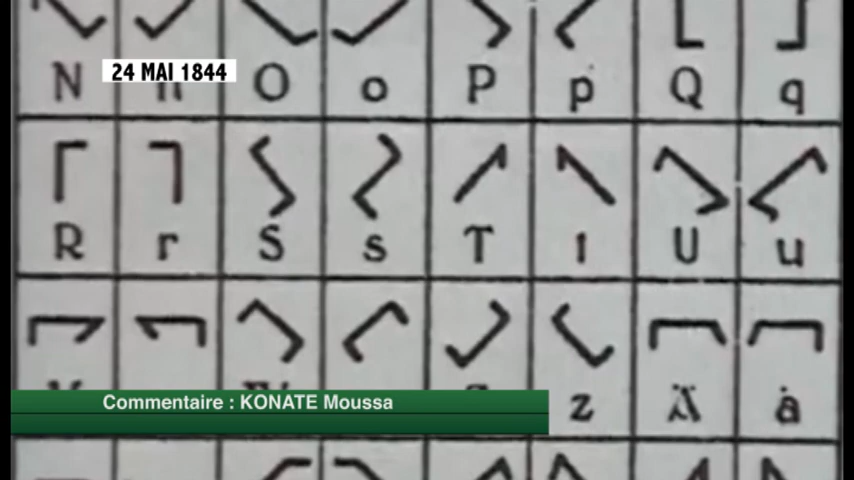 N n O o P p Q q
24 MAI 1844
R r S s T t U u
z Ä ä
Commentaire : KONATE Moussa